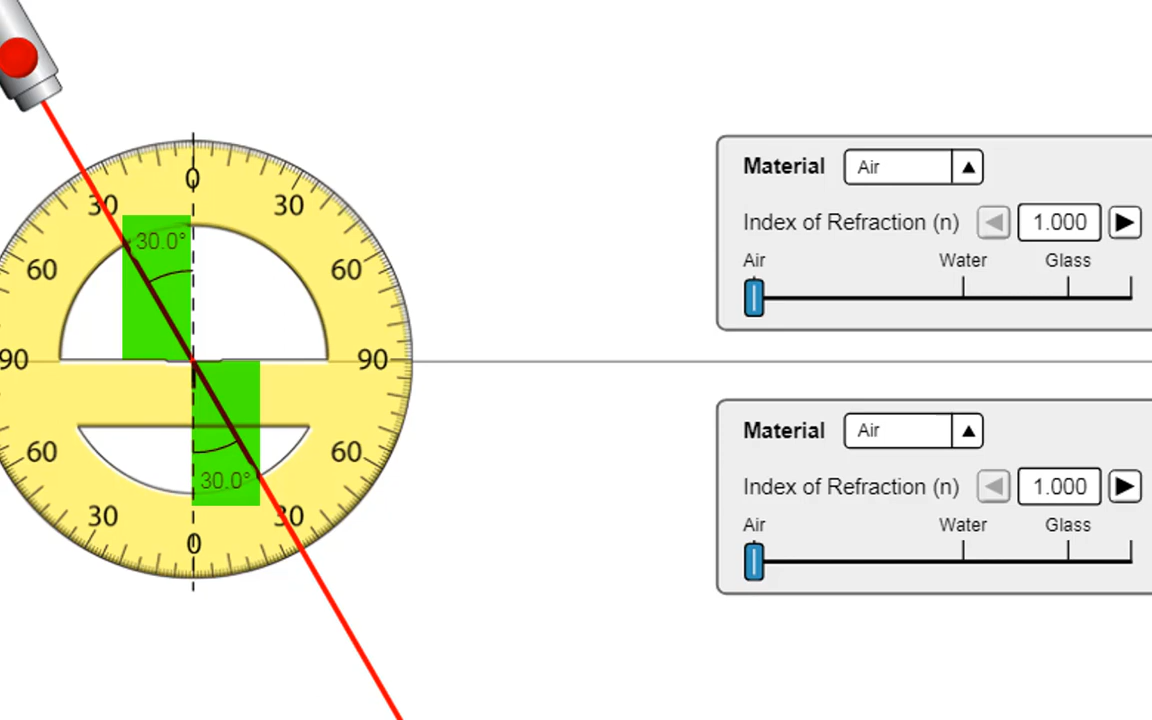 0
30
30
30.0°
60
60
90
90
60
60
30.0°
30
30
0
Material Air
Index of Refraction (n) 1.000
Air Water Glass
Material Air
Index of Refraction (n) 1.000
Air Water Glass